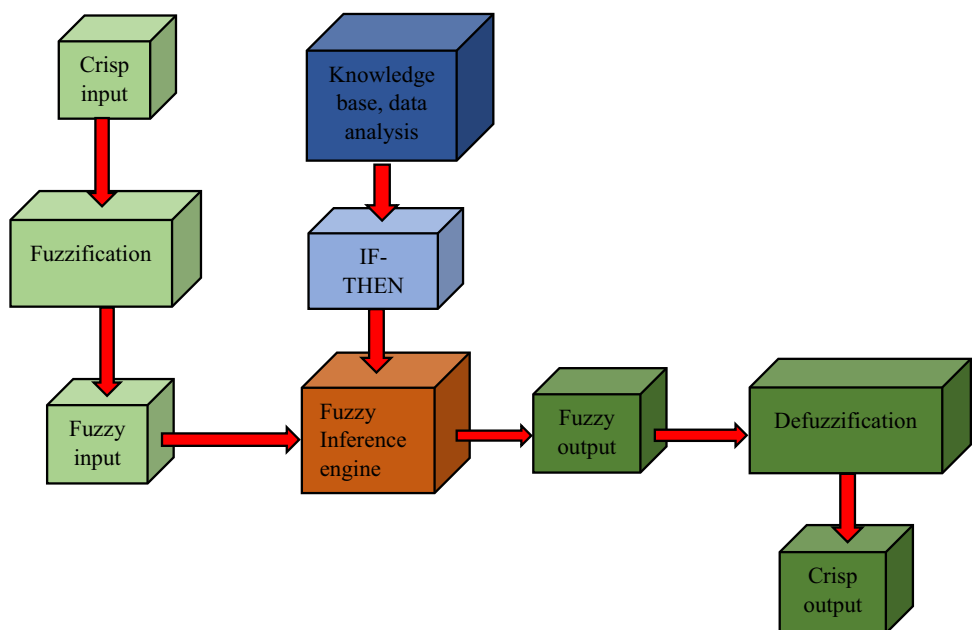 Crisp
input
Knowledge
base, data
analysis
Fuzzification
IF-
THEN
Fuzzy
input
Fuzzy
Inference
engine
Fuzzy
output
Defuzzification
Crisp
output